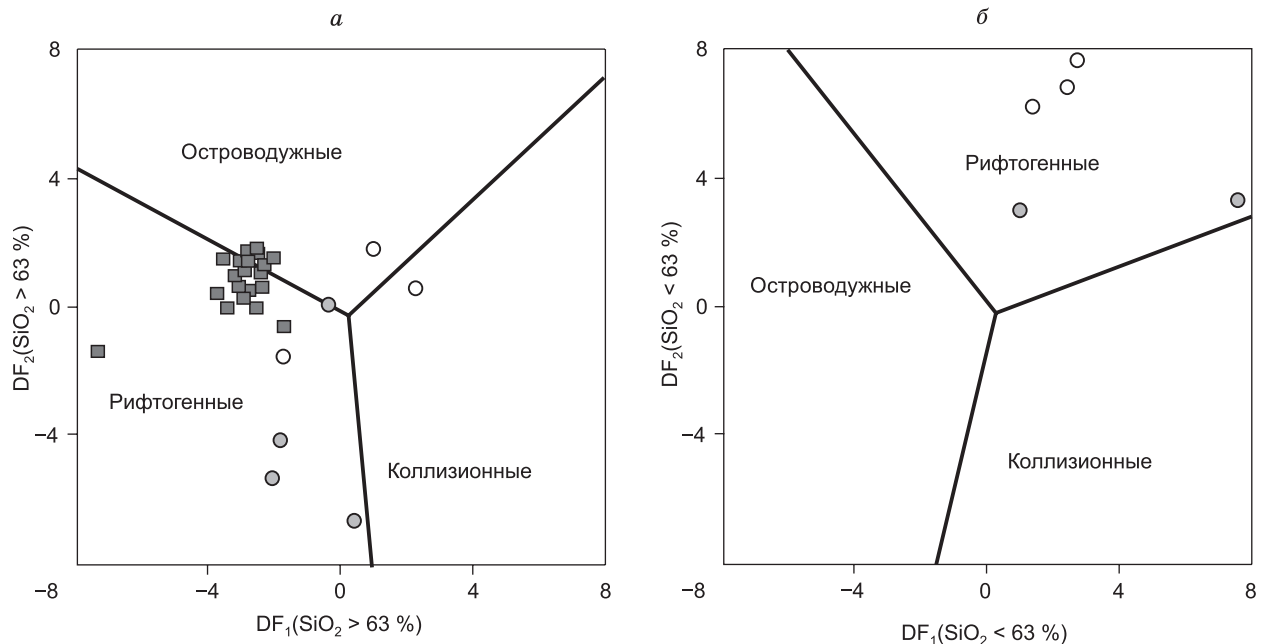 а
8
4
0
−4
−8
−4
0
4
8
DF₂(SiO₂ > 63 %)
DF₁(SiO₂ > 63 %)
Островодужные
Рифтогенные
Коллизионные
б
8
4
0
−4
−8
−4
0
4
8
DF₂(SiO₂ < 63 %)
DF₁(SiO₂ < 63 %)
Рифтогенные
Островодужные
Коллизионные